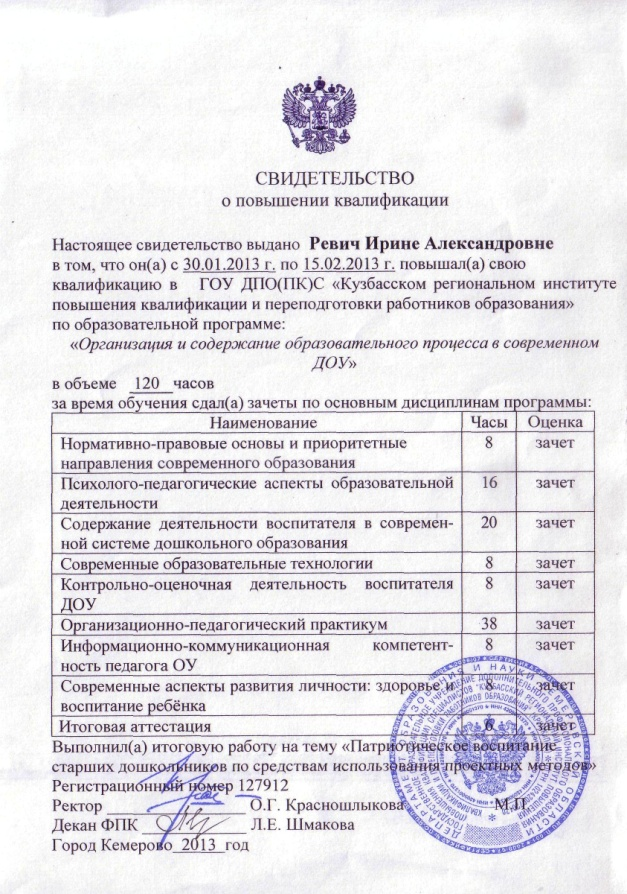 СВИДЕТЕЛЬСТВО
о повышении квалификации
Настоящее свидетельство выдано Ревич Ирине Александровне
в том, что он(а) с 30.01.2013 г. по 15.02.2013 г. повышал(а) свою
квалификацию в ГОУ ДПО(ПК)С «Кузбасском региональном институте
повышения квалификации и переподготовки работников образования»
по образовательной программе:
«Организация и содержание образовательного процесса в современном
ДОУ»
в объеме 120 часов
за время обучения сдал(а) зачеты по основным дисциплинам программы:
Наименование Часы Оценка
Нормативно-правовые основы и приоритетные 8 зачет
направления современного образования
Психолого-педагогические аспекты образовательной 16 зачет
деятельности
Содержание деятельности воспитателя в современ- 20 зачет
ной системе дошкольного образования
Современные образовательные технологии 8 зачет
Контрольно-оценочная деятельность воспитателя 8 зачет
ДОУ
Организационно-педагогический практикум 38 зачет
Информационно-коммуникационная компетент- 8 зачет
ность педагога ОУ
Современные аспекты развития личности: здоровье и 8 зачет
воспитание ребёнка
Итоговая аттестация 6 зачет
Выполнил(а) итоговую работу на тему «Патриотическое воспитание
старших дошкольников по средствам использования проектных методов»
Регистрационный номер 127912
Ректор О.Г. Красношлыкова М.П.
Декан ФПК Л.Е. Шмакова
Город Кемерово 2013 год